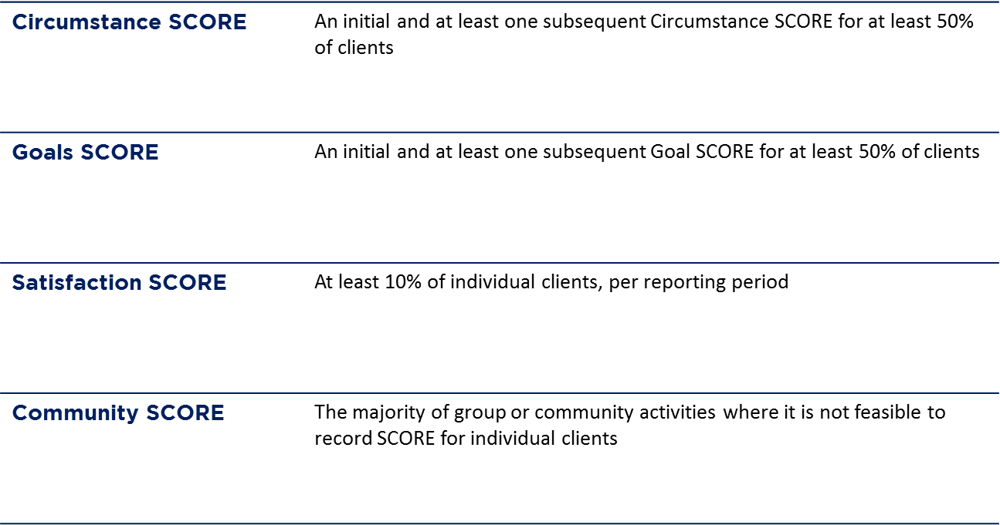 Circumstance SCORE
An initial and at least one subsequent Circumstance SCORE for at least 50%
of clients
Goals SCORE
An initial and at least one subsequent Goal SCORE for at least 50% of clients
Satisfaction SCORE
At least 10% of individual clients, per reporting period
Community SCORE
The majority of group or community activities where it is not feasible to
record SCORE for individual clients